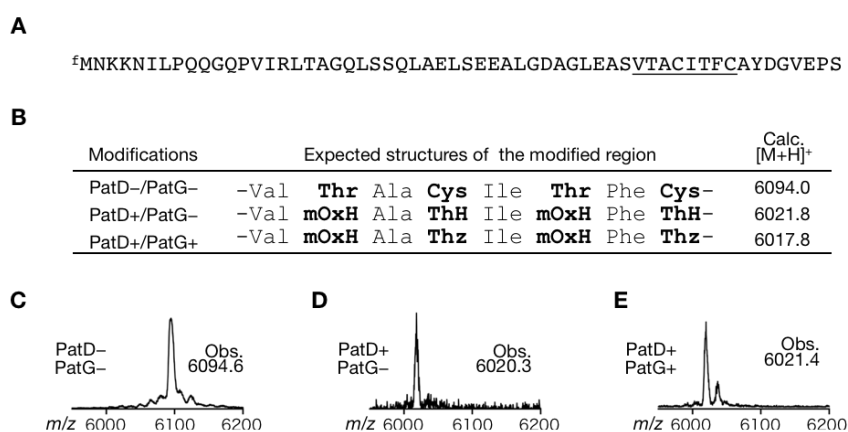 A
fMNKKNILPQQGQPVIRLTAGQLSSQLAELSEEALGDAGLEASVTACITFCAYDGVEPS
B
Modifications Expected structures of the modified region Calc. [M+H]+
PatD–/PatG– -Val Thr Ala Cys Ile Thr Phe Cys– 6094.0
PatD+/PatG– -Val mOxH Ala ThH Ile mOxH Phe ThH– 6021.8
PatD+/PatG+ -Val mOxH Ala Thz Ile mOxH Phe Thz– 6017.8
C
PatD–
PatG–
Obs.
6094.6
m/z 6000 6100 6200
D
PatD+
PatG–
Obs.
6020.3
m/z 6000 6100 6200
E
PatD+
PatG+
Obs.
6021.4
m/z 6000 6100 6200